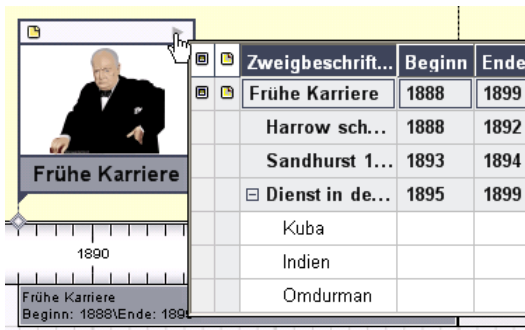 Frühe Karriere
1890
Frühe Karriere
Beginn: 1888\Ende: 1899
Zweigbeschrift... Beginn Ende
Frühe Karriere 1888 1899
Harrow sch... 1888 1892
Sandhurst 1... 1893 1894
Dienst in de... 1895 1899
Kuba
Indien
Omdurman